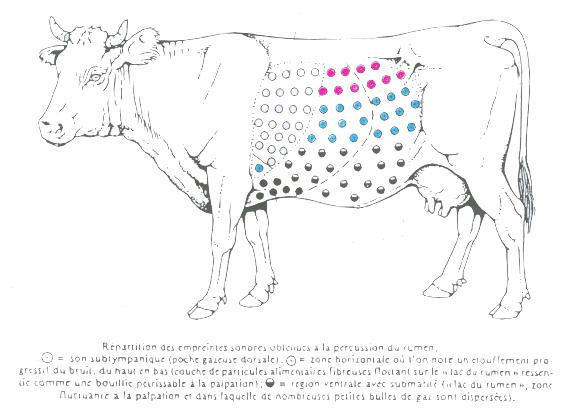 Répartition des empreintes sonores obtenues à la percussion du rumen.
= son subtympanique (poche gazeuse dorsale). = zone horizontale où l'on note un étouffement pro-
gressif du bruit, du haut en bas (couche de particules alimentaires fibreuses flottant sur le « lac du rumen » ressen-
tie comme une bouillie pétrissable à la palpation); = région ventrale avec submatité (« lac du rumen », zone
fluctuante à la palpation et dans laquelle de nombreuses petites bulles de gaz sont dispersées).